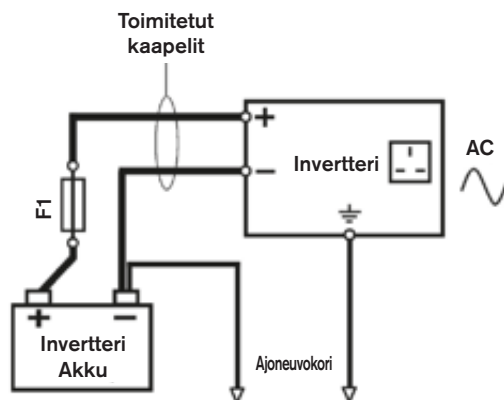 Toimitetut
kaapelit
+
−
Invertteri
AC
F1
+ −
Invertteri
Akku
Ajoneuvokori